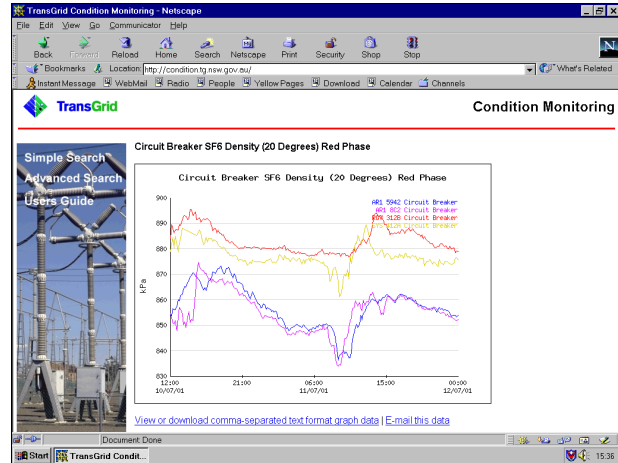 TransGrid Condition Monitoring - Netscape
File Edit View Go Communicator Help
Back Forward Reload Home Search Netscape Print Security Shop Stop
Bookmarks Location: http://condition.tg.nsw.gov.au/ What's Related
Instant Message WebMail Radio People Yellow Pages Download Calendar Channels
TransGrid
Condition Monitoring
Simple Search
Advanced Search
Users Guide
Circuit Breaker SF6 Density (20 Degrees) Red Phase
Circuit Breaker SF6 Density (20 Degrees) Red Phase
AR1 5942 Circuit Breaker
AR1 8C2 Circuit Breaker
312B Circuit Breaker
412A Circuit Breaker
900
890
880
870
860
850
840
830
kPa
12:00 21:00 06:00 15:00 00:00
10/07/01 11/07/01 12/07/01
View or download comma-separated text format graph data | E-mail this data
Document Done
Start TransGrid Condit... 15:36